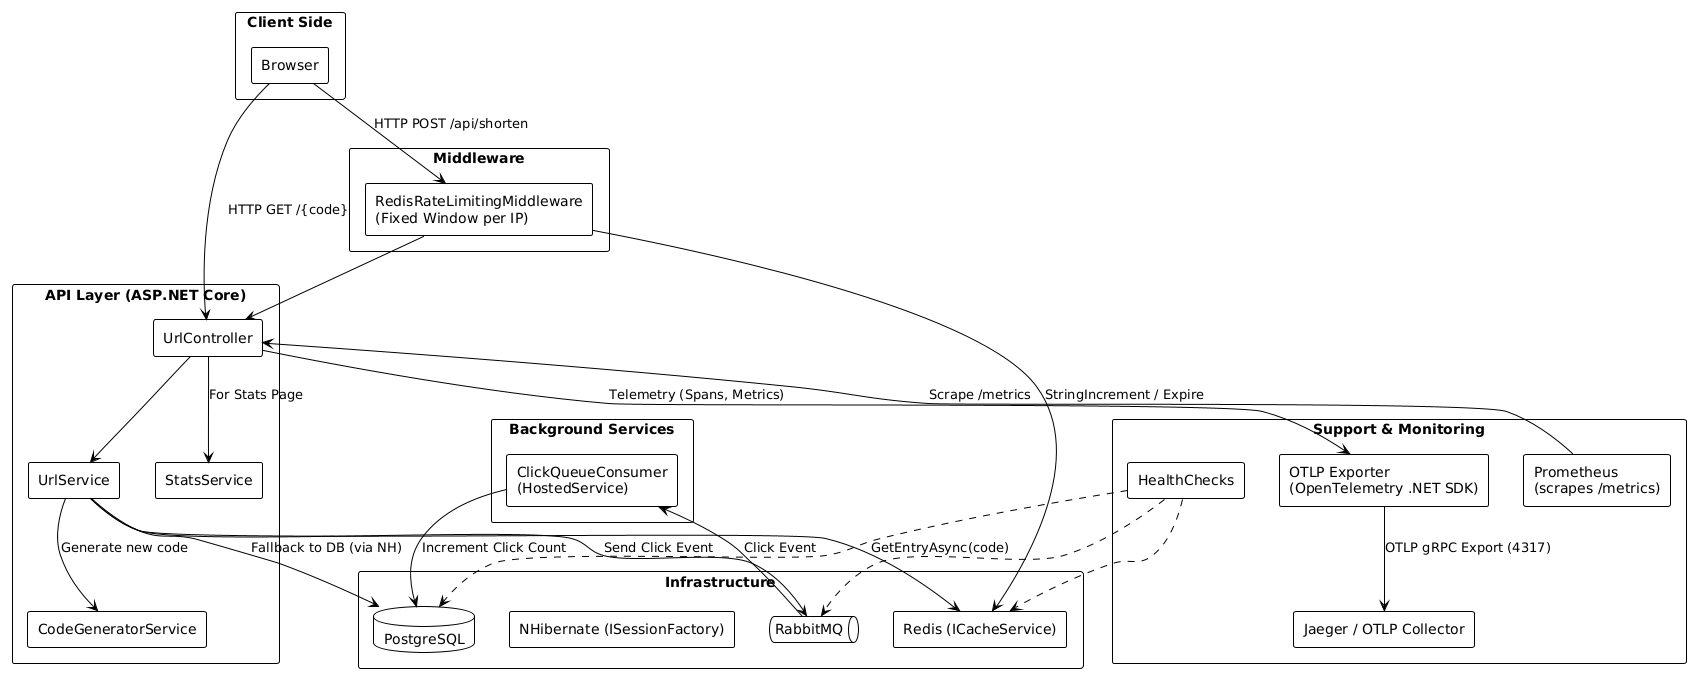 Client Side
Browser
HTTP POST /api/shorten
Middleware
RedisRateLimitingMiddleware
(Fixed Window per IP)
HTTP GET /{code}
API Layer (ASP.NET Core)
UrlController
For Stats Page
Telemetry (Spans, Metrics)
Scrape /metrics
StringIncrement / Expire
UrlService
StatsService
Background Services
ClickQueueConsumer
(HostedService)
Support & Monitoring
HealthChecks
OTLP Exporter
(OpenTelemetry .NET SDK)
Prometheus
(scrapes /metrics)
Generate new code
Fallback to DB (via NH)
Increment Click Count
Send Click Event
Click Event
GetEntryAsync(code)
OTLP gRPC Export (4317)
Infrastructure
CodeGeneratorService
PostgreSQL
NHibernate (ISessionFactory)
RabbitMQ
Redis (ICacheService)
Jaeger / OTLP Collector